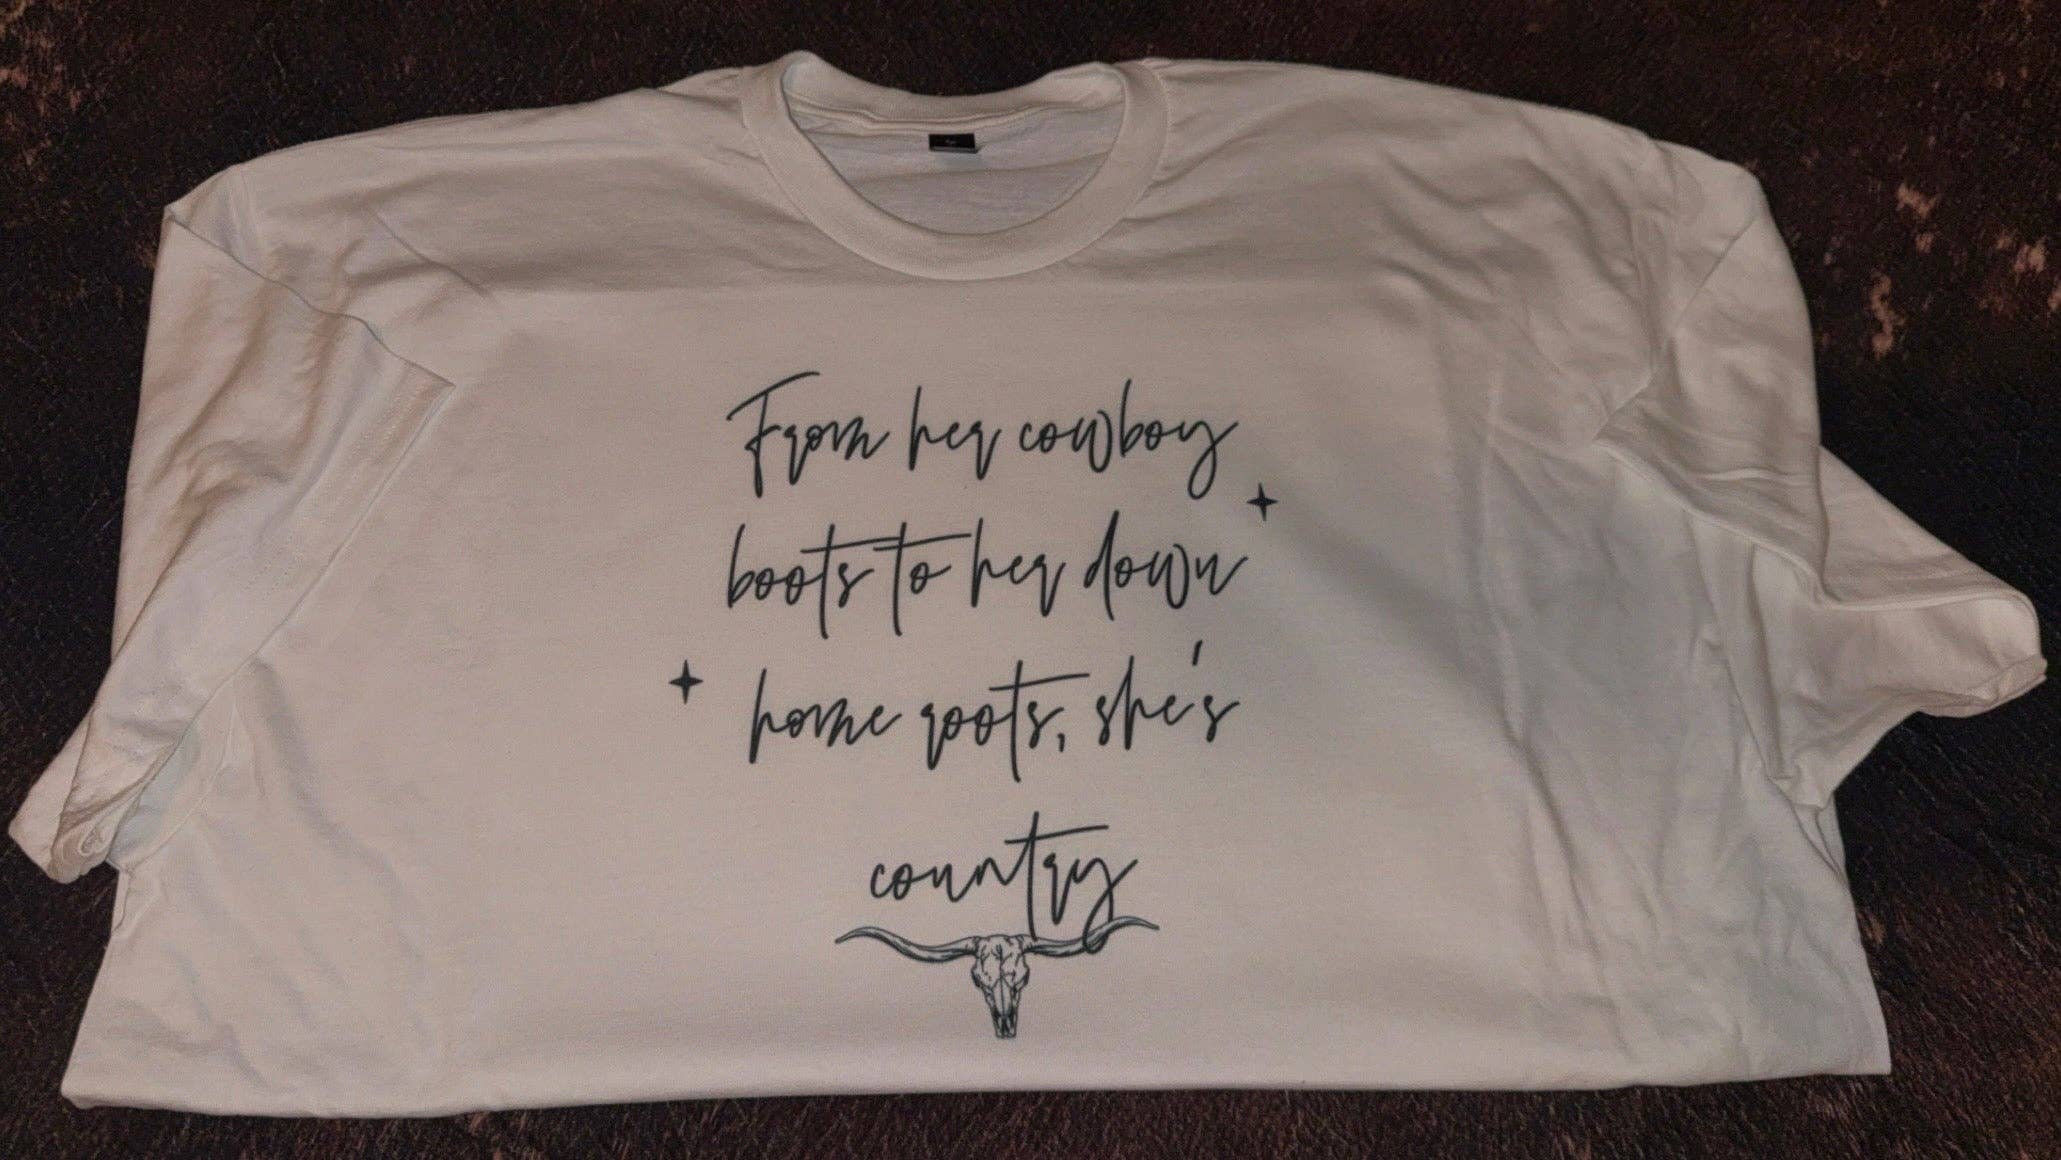 From her cowboy
boots to her down
home roots, she's
country